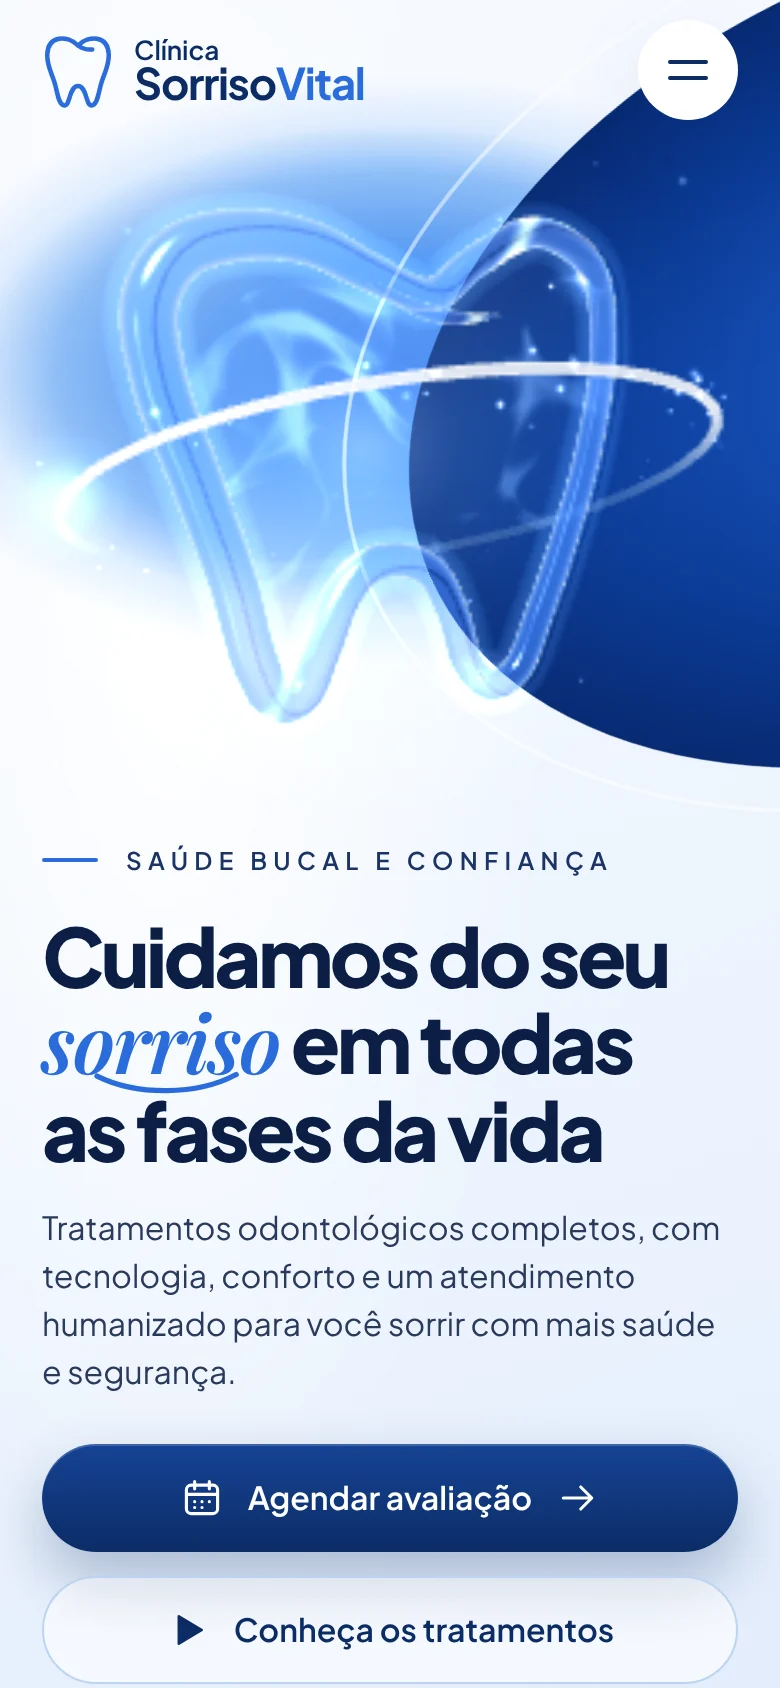 Clínica
SorrisoVital
SAÚDE BUCAL E CONFIANÇA
Cuidamos do seu
sorriso em todas
as fases da vida
Tratamentos odontológicos completos, com
tecnologia, conforto e um atendimento
humanizado para você sorrir com mais saúde
e segurança.
Agendar avaliação
Conheça os tratamentos